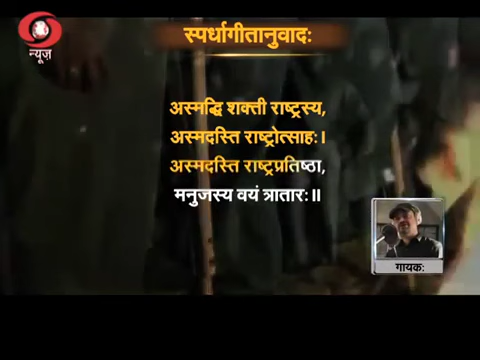 स्पर्धागीतानुवादः
न्यूज़
अस्मद्धि शक्ती राष्ट्रस्य,
अस्मदस्ति राष्ट्रोत्साहः।
अस्मदस्ति राष्ट्रप्रतिष्ठा,
मनुजस्य वयं त्रातारः॥
गायकः